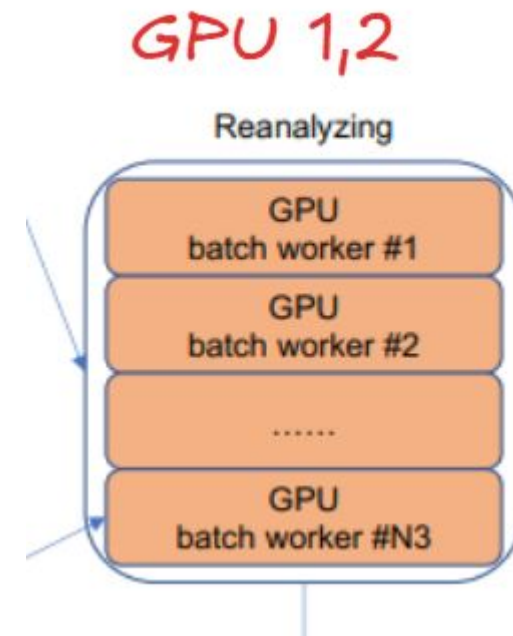 GPU 1,2
Reanalyzing
GPU
batch worker #1
GPU
batch worker #2
......
GPU
batch worker #N3